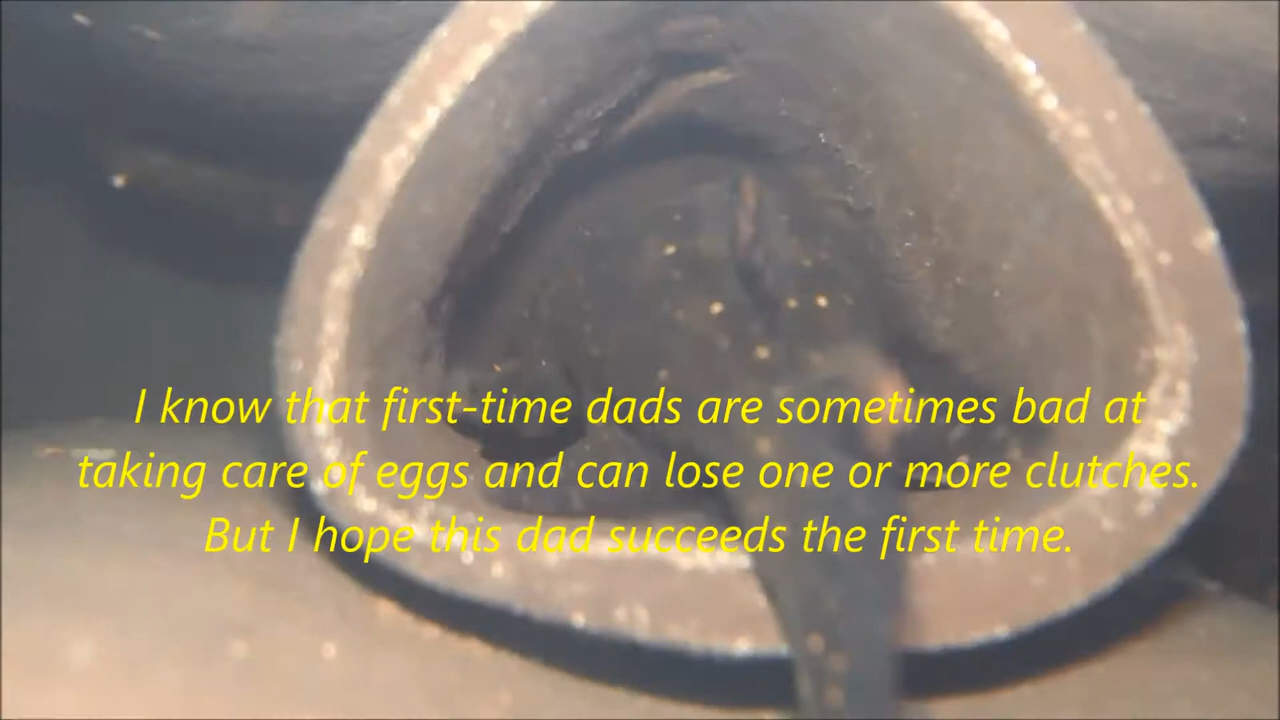 I know that first-time dads are sometimes bad at
taking care of eggs and can lose one or more clutches.
But I hope this dad succeeds the first time.